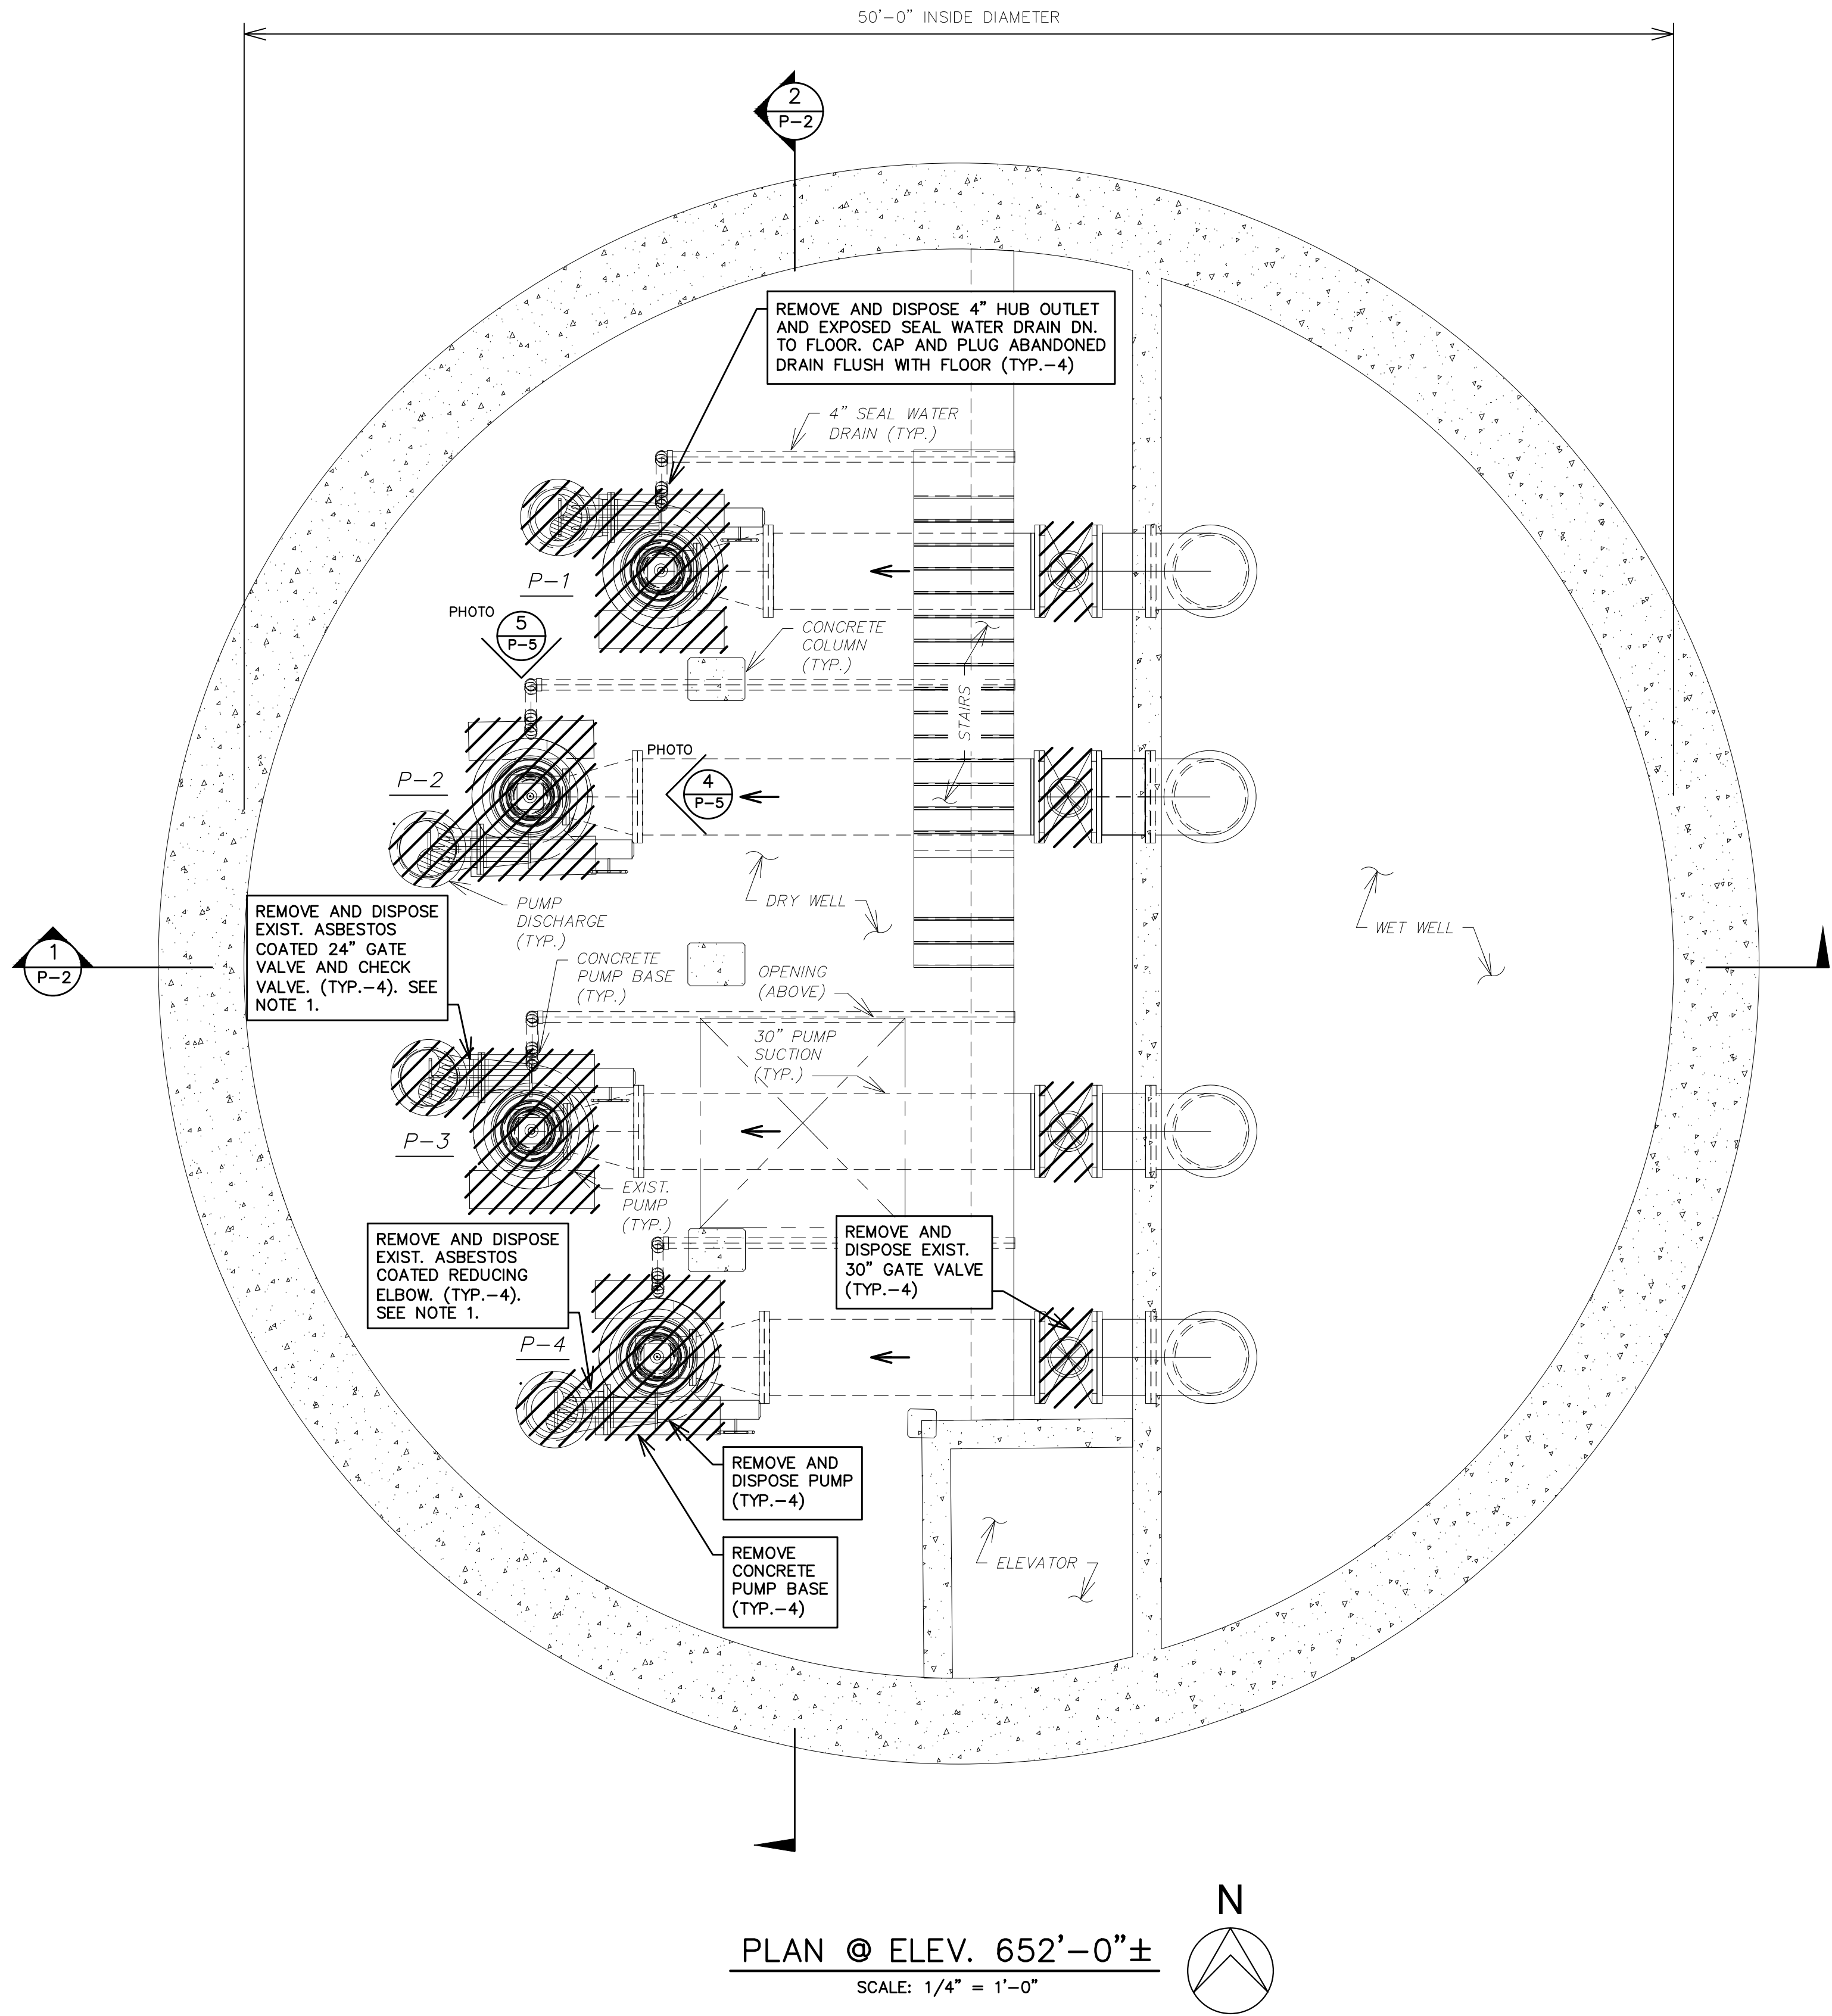 50'-0" INSIDE DIAMETER
2
P-2
REMOVE AND DISPOSE 4" HUB OUTLET
AND EXPOSED SEAL WATER DRAIN DN.
TO FLOOR. CAP AND PLUG ABANDONED
DRAIN FLUSH WITH FLOOR (TYP.-4)
4" SEAL WATER
DRAIN (TYP.)
P-1
PHOTO
5
P-5
CONCRETE
COLUMN
(TYP.)
STAIRS
P-2
PHOTO
4
P-5
DRY WELL
PUMP
DISCHARGE
(TYP.)
WET WELL
REMOVE AND DISPOSE
EXIST. ASBESTOS
COATED 24" GATE
VALVE AND CHECK
VALVE. (TYP.-4). SEE
NOTE 1.
1
P-2
CONCRETE
PUMP BASE
(TYP.)
OPENING
(ABOVE)
30" PUMP
SUCTION
(TYP.)
P-3
EXIST.
PUMP
(TYP.)
REMOVE AND DISPOSE
EXIST. ASBESTOS
COATED REDUCING
ELBOW. (TYP.-4).
SEE NOTE 1.
REMOVE AND
DISPOSE EXIST.
30" GATE VALVE
(TYP.-4)
P-4
REMOVE AND
DISPOSE PUMP
(TYP.-4)
REMOVE
CONCRETE
PUMP BASE
(TYP.-4)
ELEVATOR
N
PLAN @ ELEV. 652'-0"±
SCALE: 1/4" = 1'-0"